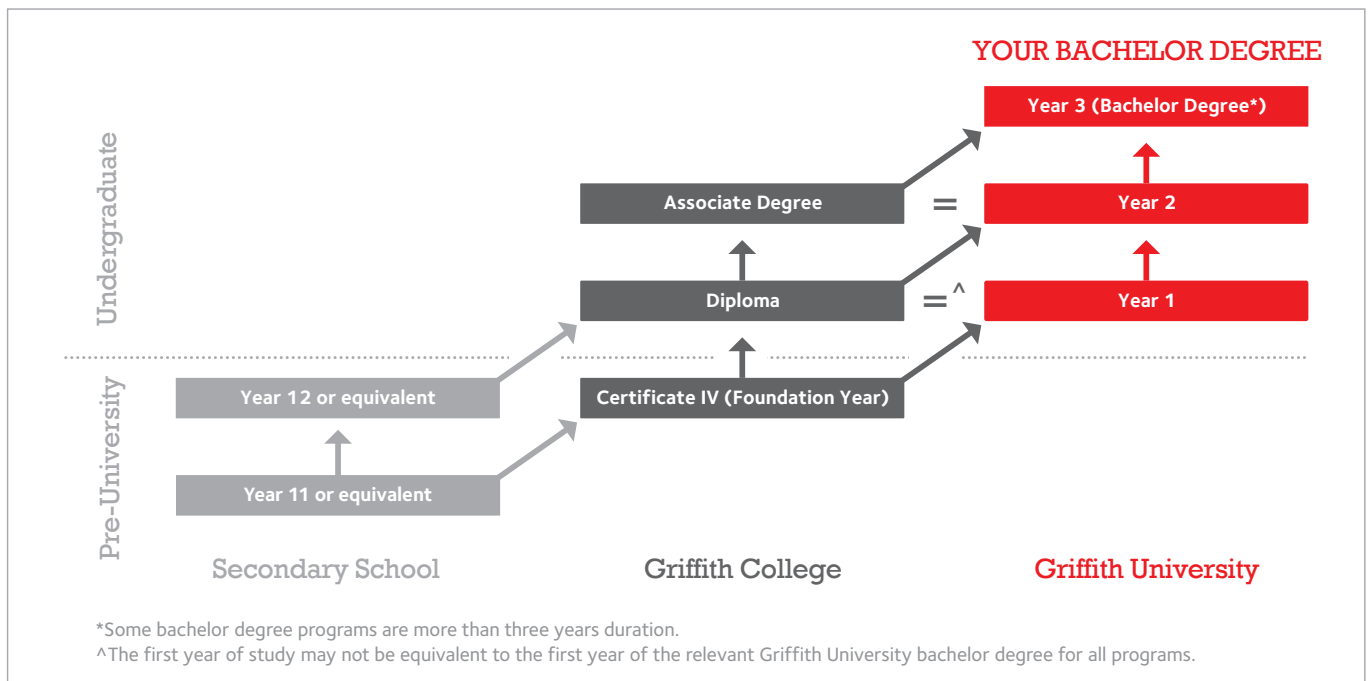 YOUR BACHELOR DEGREE
Year 3 (Bachelor Degree*)
Undergraduate
Associate Degree
=
Year 2
Diploma
=^
Year 1
Pre-University
Year 12 or equivalent
Certificate IV (Foundation Year)
Year 11 or equivalent
Secondary School
Griffith College
Griffith University
*Some bachelor degree programs are more than three years duration.
^The first year of study may not be equivalent to the first year of the relevant Griffith University bachelor degree for all programs.